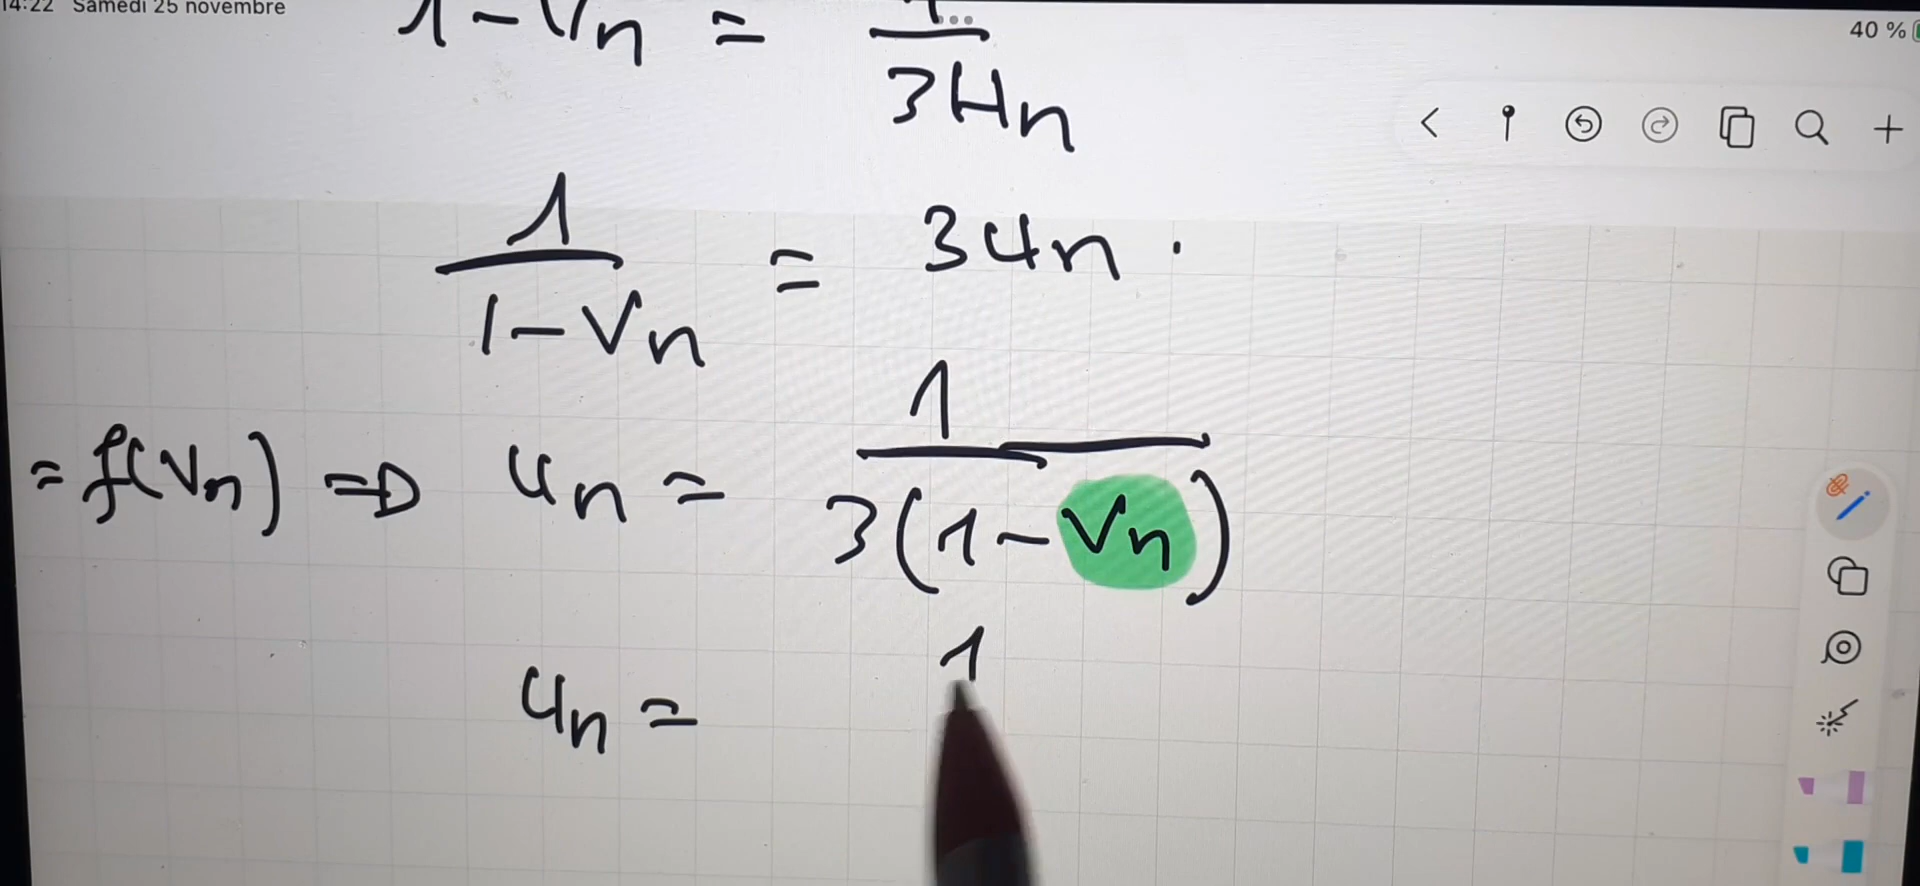 14:22 Samedi 25 novembre
40 %
1 - Vn = 1/3Un
1/(1 - Vn) = 3Un .
= f(Vn) => Un = 1/(3(1 - Vn))
Un = 1